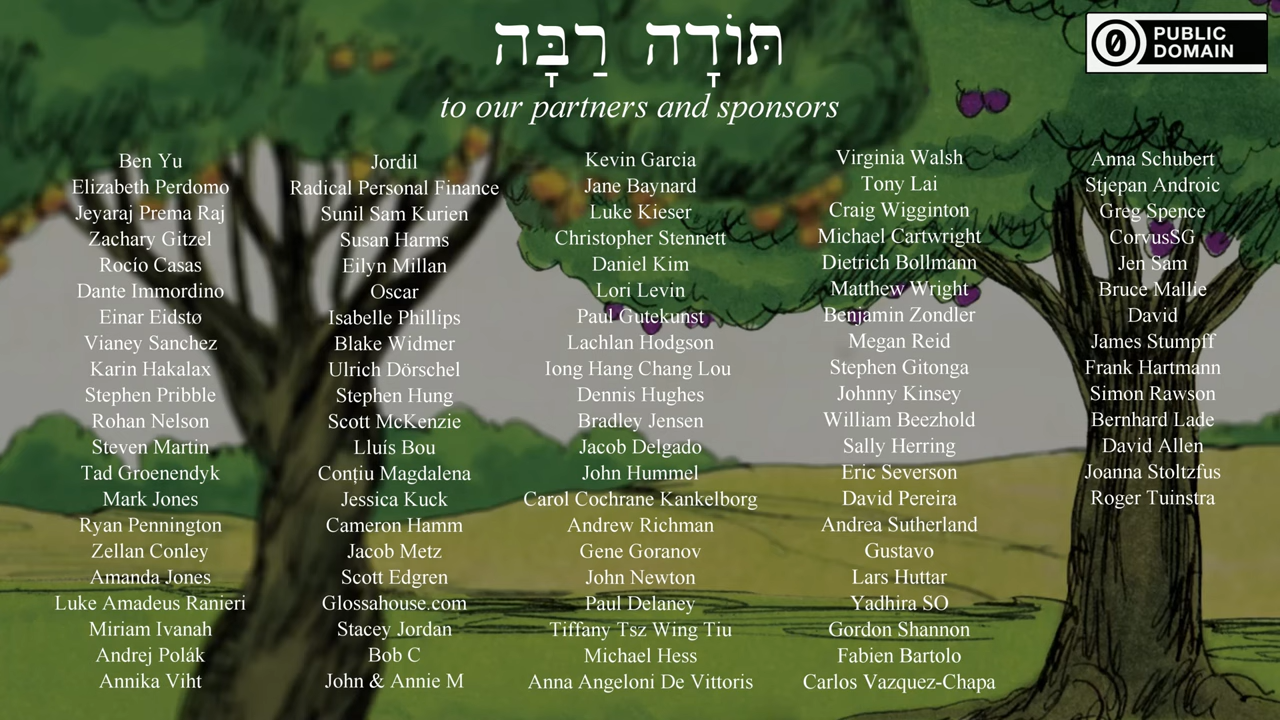 תּוֹדָה רַבָּה
to our partners and sponsors
0 PUBLIC
DOMAIN
Ben Yu
Elizabeth Perdomo
Jeyaraj Prema Raj
Zachary Gitzel
Rocío Casas
Dante Immordino
Einar Eidstø
Vianey Sanchez
Karin Hakalax
Stephen Pribble
Rohan Nelson
Steven Martin
Tad Groenendyk
Mark Jones
Ryan Pennington
Zellan Conley
Amanda Jones
Luke Amadeus Ranieri
Miriam Ivanah
Andrej Polák
Annika Viht
Jordil
Radical Personal Finance
Sunil Sam Kurien
Susan Harms
Eilyn Millan
Oscar
Isabelle Phillips
Blake Widmer
Ulrich Dörschel
Stephen Hung
Scott McKenzie
Lluís Bou
Conțiu Magdalena
Jessica Kuck
Cameron Hamm
Jacob Metz
Scott Edgren
Glossahouse.com
Stacey Jordan
Bob C
John & Annie M
Kevin Garcia
Jane Baynard
Luke Kieser
Christopher Stennett
Daniel Kim
Lori Levin
Paul Gutekunst
Lachlan Hodgson
Iong Hang Chang Lou
Dennis Hughes
Bradley Jensen
Jacob Delgado
John Hummel
Carol Cochrane Kankelborg
Andrew Richman
Gene Goranov
John Newton
Paul Delaney
Tiffany Tsz Wing Tiu
Michael Hess
Anna Angeloni De Vittoris
Virginia Walsh
Tony Lai
Craig Wigginton
Michael Cartwright
Dietrich Bollmann
Matthew Wright
Benjamin Zondler
Megan Reid
Stephen Gitonga
Johnny Kinsey
William Beezhold
Sally Herring
Eric Severson
David Pereira
Andrea Sutherland
Gustavo
Lars Huttar
Yadhira SO
Gordon Shannon
Fabien Bartolo
Carlos Vazquez-Chapa
Anna Schubert
Stjepan Androic
Greg Spence
CorvusSG
Jen Sam
Bruce Mallie
David
James Stumpff
Frank Hartmann
Simon Rawson
Bernhard Lade
David Allen
Joanna Stoltzfus
Roger Tuinstra